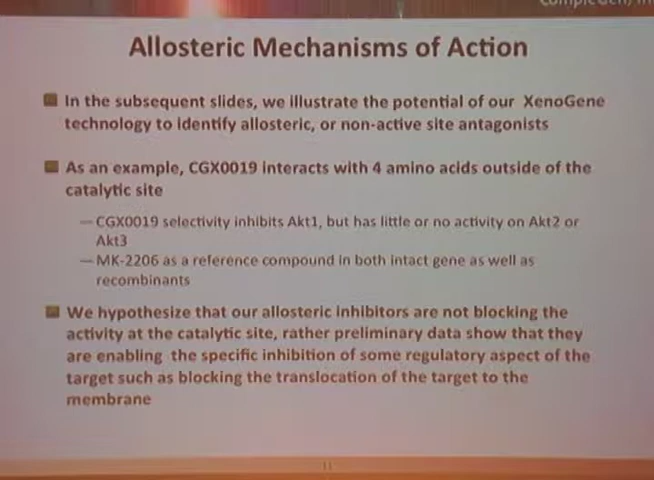 Allosteric Mechanisms of Action
In the subsequent slides, we illustrate the potential of our XenoGene
technology to identify allosteric, or non-active site antagonists
As an example, CGX0019 interacts with 4 amino acids outside of the
catalytic site
— CGX0019 selectivity inhibits Akt1, but has little or no activity on Akt2 or
Akt3
— MK-2206 as a reference compound in both intact gene as well as
recombinants
We hypothesize that our allosteric inhibitors are not blocking the
activity at the catalytic site, rather preliminary data show that they
are enabling the specific inhibition of some regulatory aspect of the
target such as blocking the translocation of the target to the
membrane
11